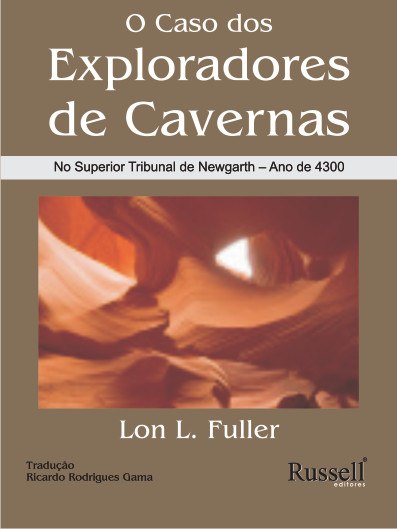 O Caso dos
Exploradores
de Cavernas
No Superior Tribunal de Newgarth – Ano de 4300
Lon L. Fuller
Tradução
Ricardo Rodrigues Gama
Russell®
editores